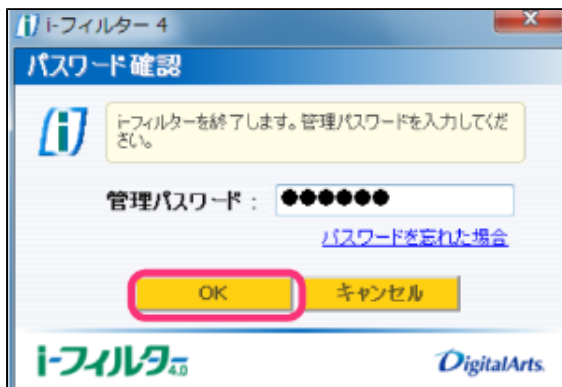 i-フィルター 4
パスワード確認
i-フィルターを終了します。管理パスワードを入力してくだ
さい。
管理パスワード : ●●●●●●
パスワードを忘れた場合
OK キャンセル
i-フィルター4.0 DigitalArts.